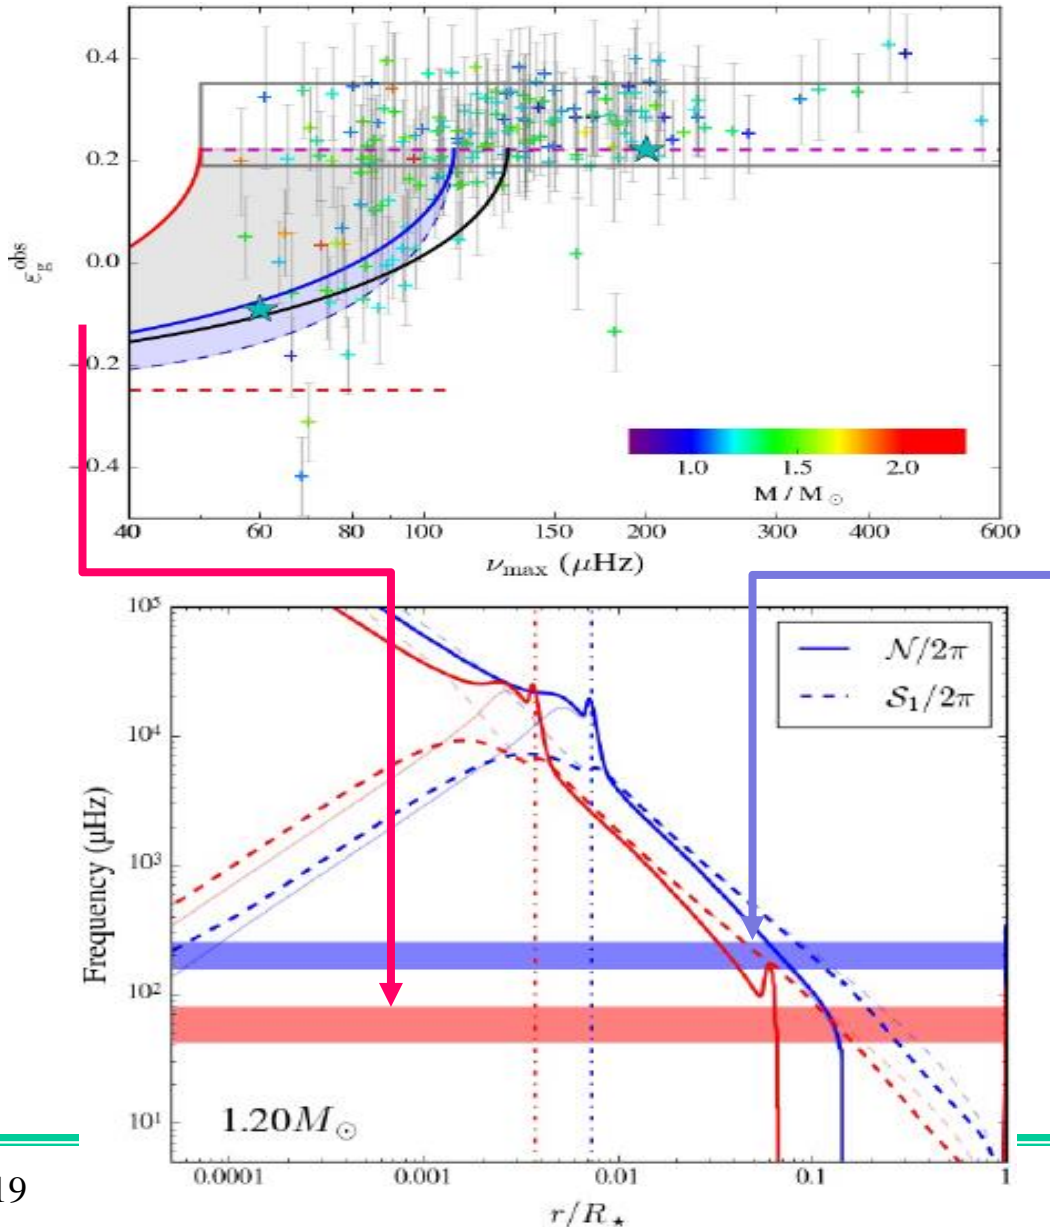 0.4
0.2
0.0
0.2
0.4
ε_g^obs
40 60 80 100 150 200 300 400 600
ν_max (μHz)
1.0 1.5 2.0
M / M_⊙
10^5
10^4
10^3
10^2
10^1
Frequency (μHz)
N/2π
S_1/2π
1.20M_⊙
0.0001 0.001 0.01 0.1 1
r/R_⋆
19